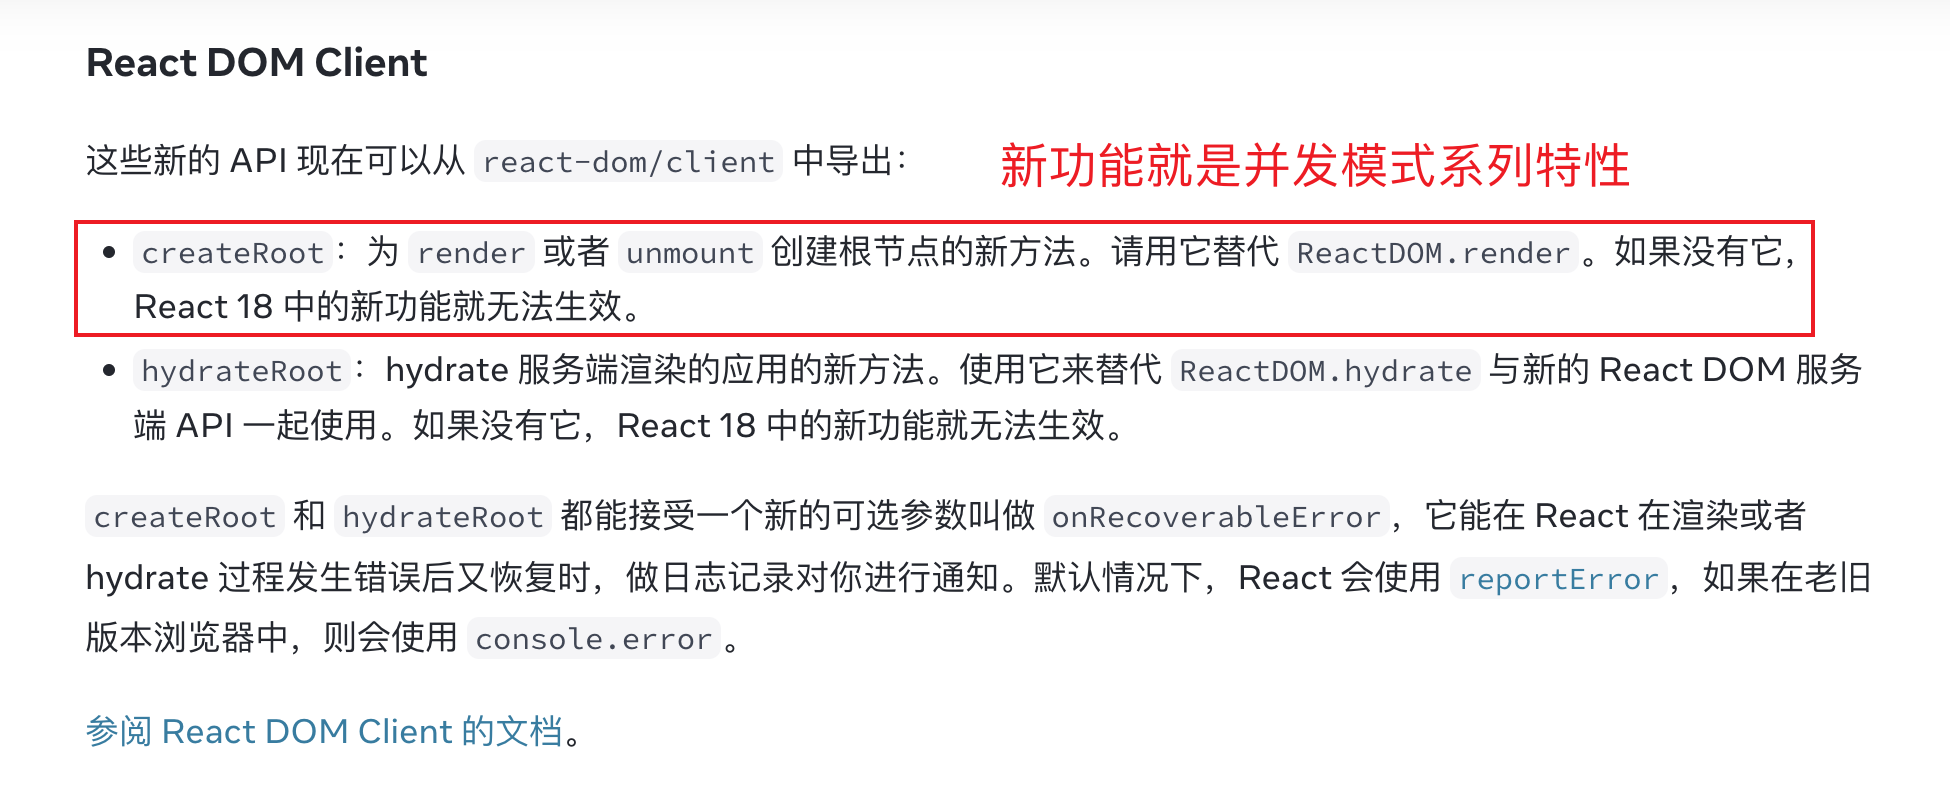 React DOM Client
这些新的 API 现在可以从 react-dom/client 中导出：
新功能就是并发模式系列特性
• createRoot：为 render 或者 unmount 创建根节点的新方法。请用它替代 ReactDOM.render。如果没有它，
React 18 中的新功能就无法生效。
• hydrateRoot：hydrate 服务端渲染的应用的新方法。使用它来替代 ReactDOM.hydrate 与新的 React DOM 服务
端 API 一起使用。如果没有它，React 18 中的新功能就无法生效。
createRoot 和 hydrateRoot 都能接受一个新的可选参数叫做 onRecoverableError，它能在 React 在渲染或者
hydrate 过程发生错误后又恢复时，做日志记录对你进行通知。默认情况下，React 会使用 reportError，如果在老旧
版本浏览器中，则会使用 console.error。
参阅 React DOM Client 的文档。